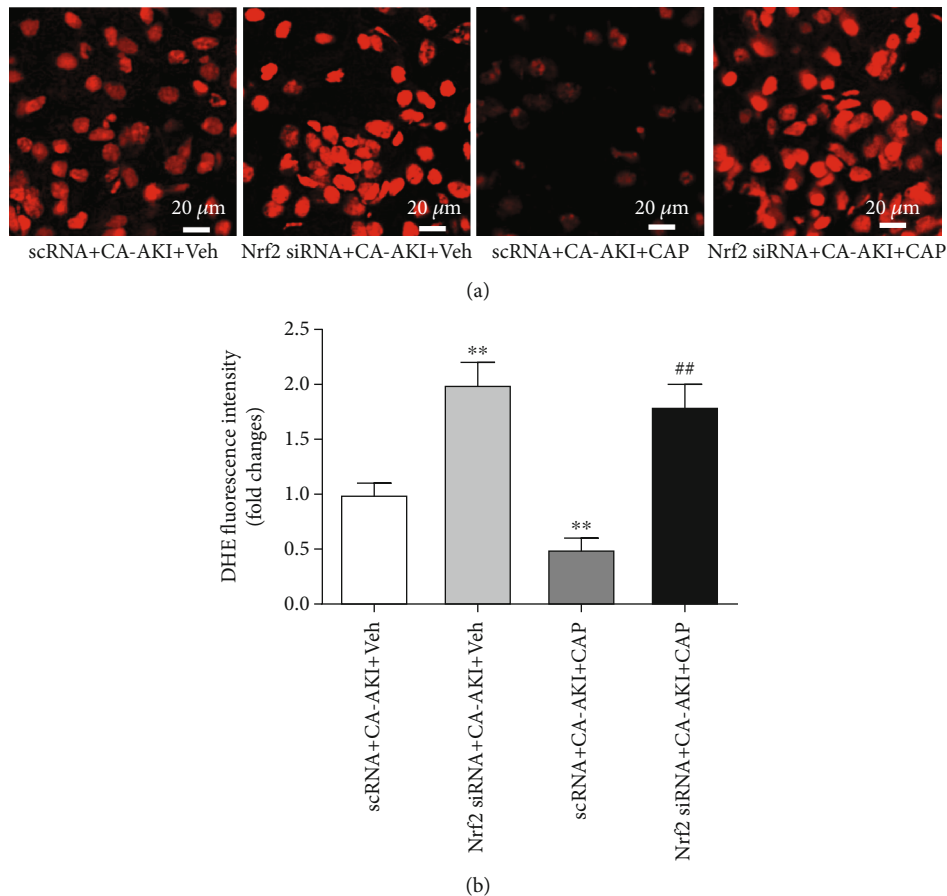 20 μm
20 μm
20 μm
20 μm
scRNA+CA-AKI+Veh
Nrf2 siRNA+CA-AKI+Veh
scRNA+CA-AKI+CAP
Nrf2 siRNA+CA-AKI+CAP
(a)
DHE fluorescence intensity
(fold changes)
2.5
2.0
1.5
1.0
0.5
0.0
**
**
##
scRNA+CA-AKI+Veh
Nrf2 siRNA+CA-AKI+Veh
scRNA+CA-AKI+CAP
Nrf2 siRNA+CA-AKI+CAP
(b)